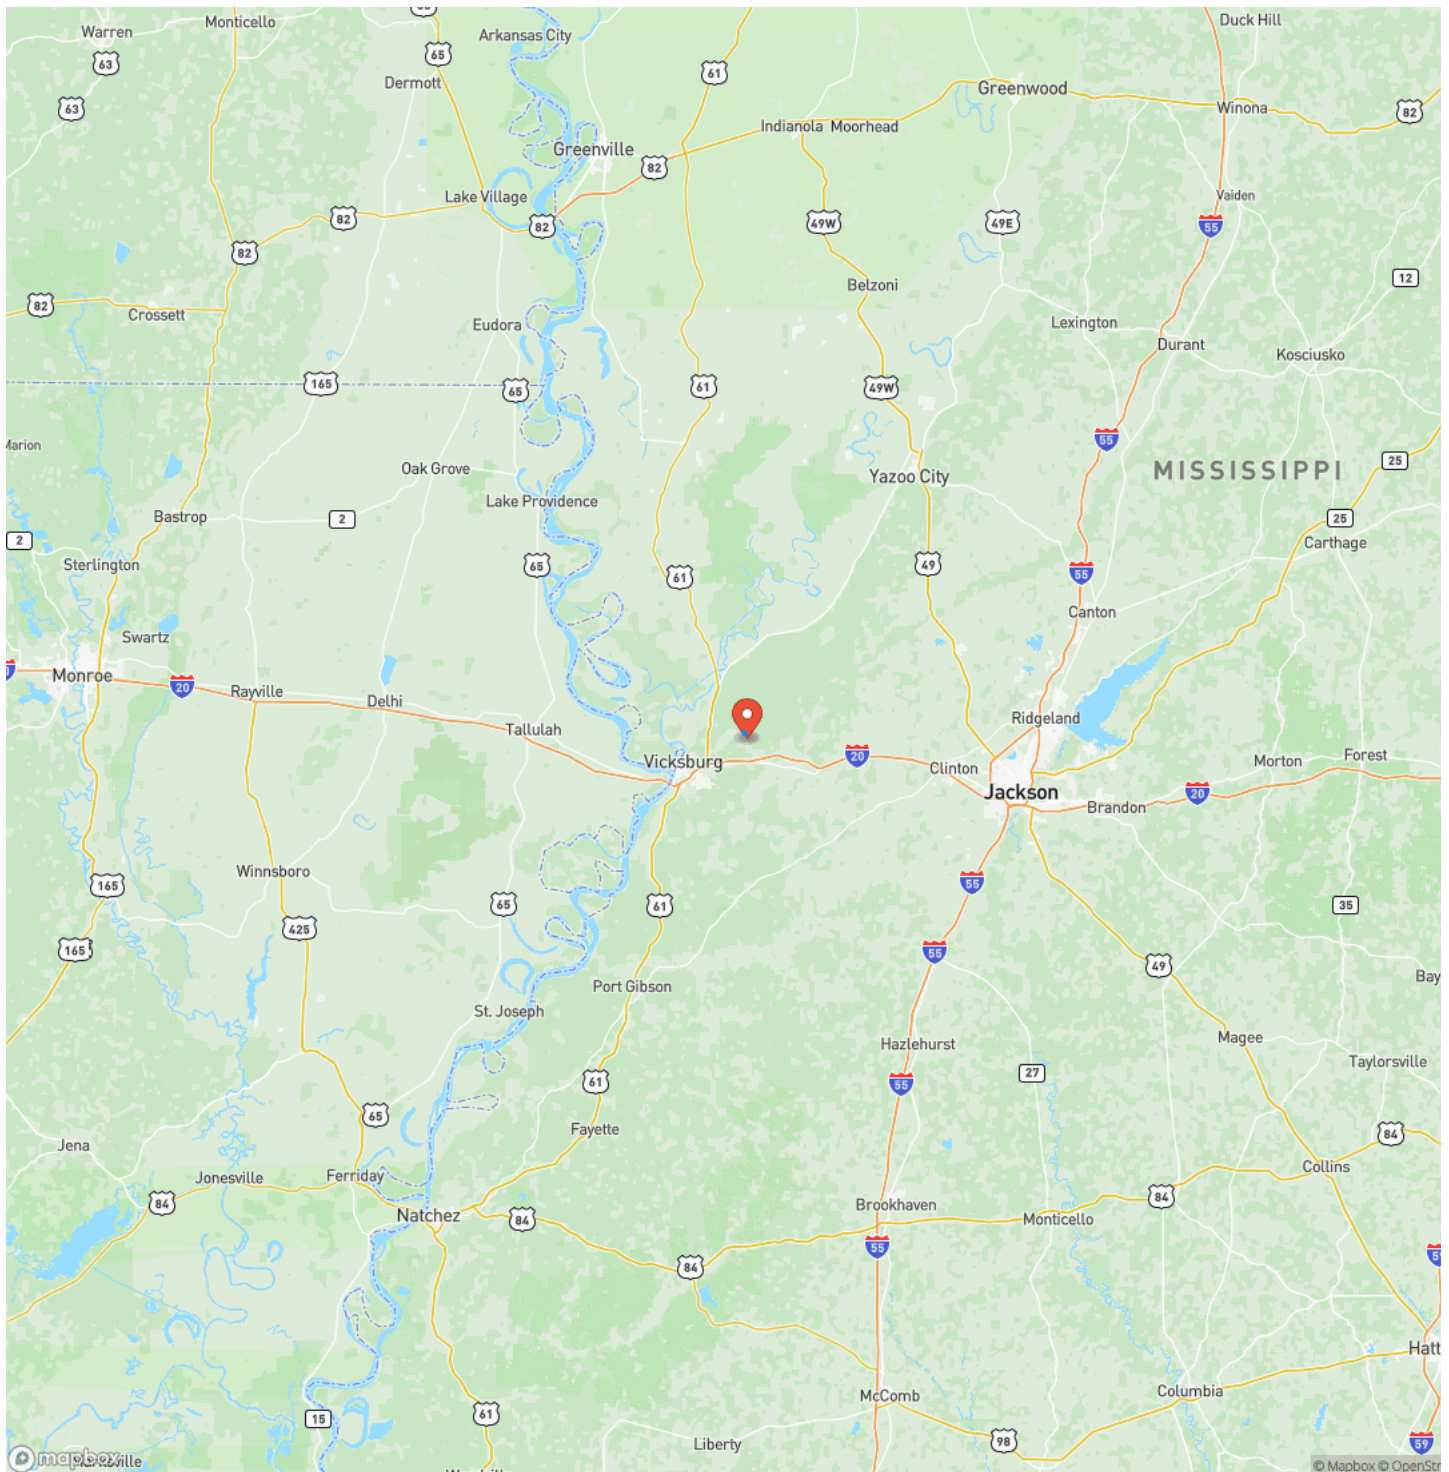 Warren
Monticello
65
Arkansas City
Duck Hill
63
65
61
Dermott
Greenwood
63
Winona
82
Indianola Moorhead
Greenville
82
Lake Village
Vaiden
82
82
49W
49E
55
82
12
Belzoni
82
Crossett
Eudora
Lexington
Durant
Kosciusko
165
65
61
49W
Marion
55
Oak Grove
Yazoo City
MISSISSIPPI
25
Lake Providence
Bastrop
2
25
2
Carthage
Sterlington
65
61
49
55
Canton
Swartz
Monroe
20
Rayville
Delhi
Ridgeland
Tallulah
Vicksburg
20
Clinton
Morton
Forest
Jackson
20
Brandon
Winnsboro
165
55
65
61
35
425
165
55
49
Bay
Port Gibson
St. Joseph
Hazlehurst
Magee
Taylorsville
27
61
55
65
Fayette
84
Jena
Collins
Jonesville
Ferriday
84
84
Brookhaven
Natchez
84
Monticello
55
84
Hatt
Columbia
McComb
15
61
Liberty
98
59
mapbox
Marksville
© Mapbox © OpenStr